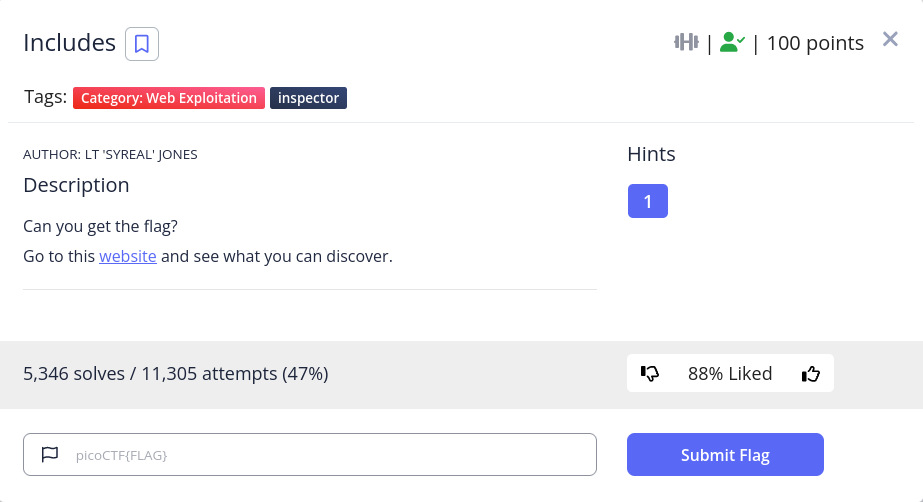 Includes
| | 100 points
Tags: Category: Web Exploitation inspector
AUTHOR: LT 'SYREAL' JONES
Description
Can you get the flag?
Go to this website and see what you can discover.
Hints
1
5,346 solves / 11,305 attempts (47%)
88% Liked
picoCTF{FLAG}
Submit Flag